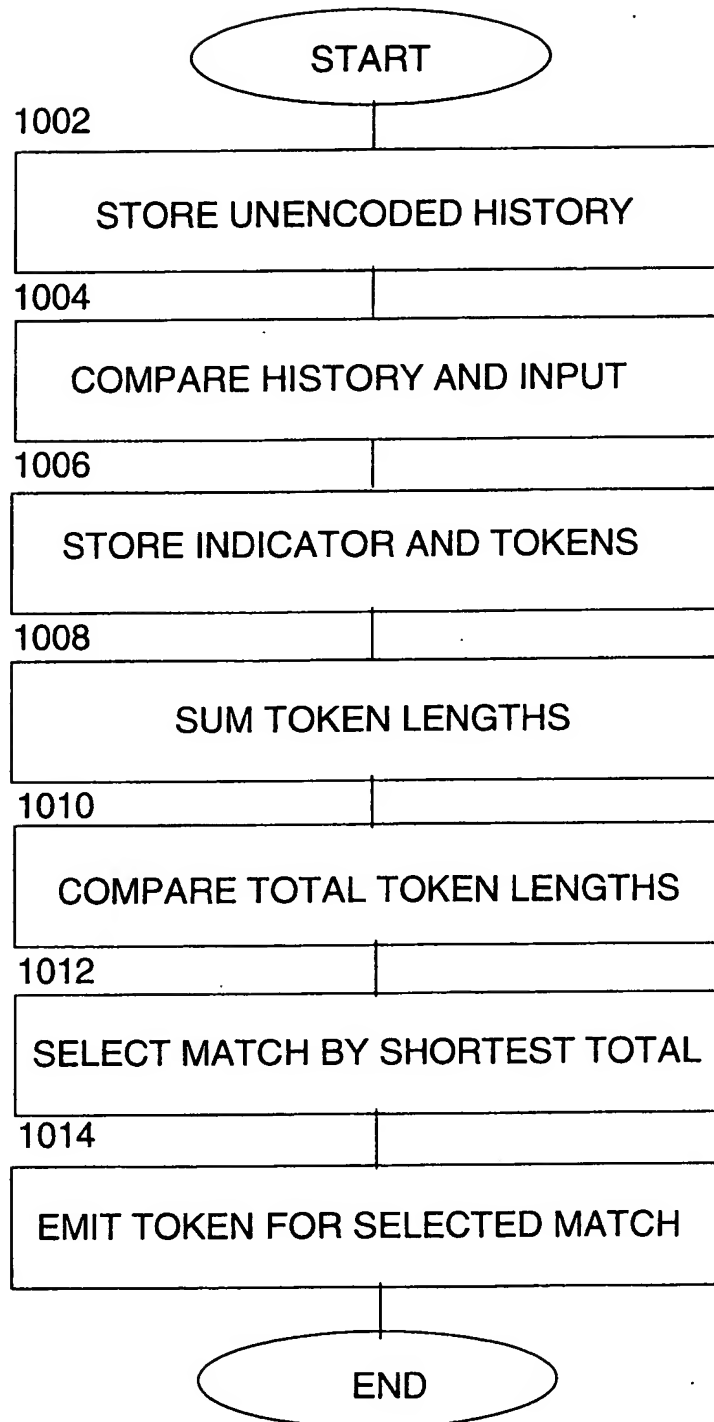 START
1002
STORE UNENCODED HISTORY
1004
COMPARE HISTORY AND INPUT
1006
STORE INDICATOR AND TOKENS
1008
SUM TOKEN LENGTHS
1010
COMPARE TOTAL TOKEN LENGTHS
1012
SELECT MATCH BY SHORTEST TOTAL
1014
EMIT TOKEN FOR SELECTED MATCH
END